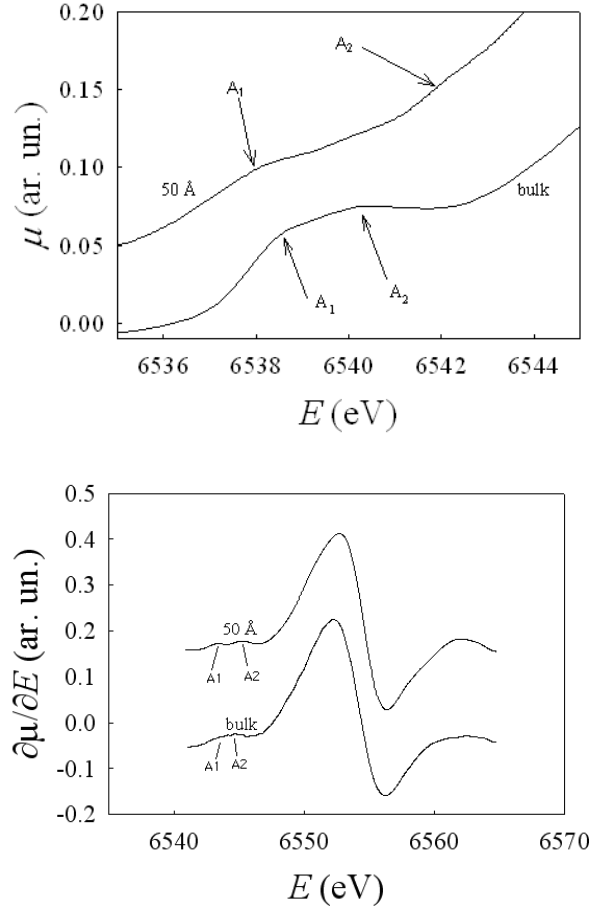 0.20
0.15
0.10
0.05
0.00
μ (ar. un.)
A2
A1
50 Å
bulk
A1
A2
6536 6538 6540 6542 6544
E (eV)
0.5
0.4
0.3
0.2
0.1
0.0
-0.1
-0.2
∂μ/∂E (ar. un.)
50 Å
A1 A2
bulk
A1 A2
6540 6550 6560 6570
E (eV)